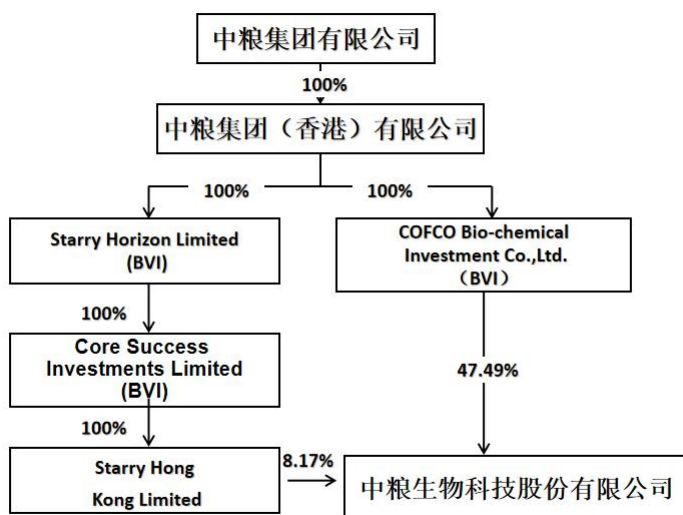 中粮集团有限公司
100%
中粮集团（香港）有限公司
100%
100%
Starry Horizon Limited
(BVI)
COFCO Bio-chemical
Investment Co.,Ltd.
（BVI）
100%
Core Success
Investments Limited
(BVI)
47.49%
100%
Starry Hong
Kong Limited
8.17%
中粮生物科技股份有限公司